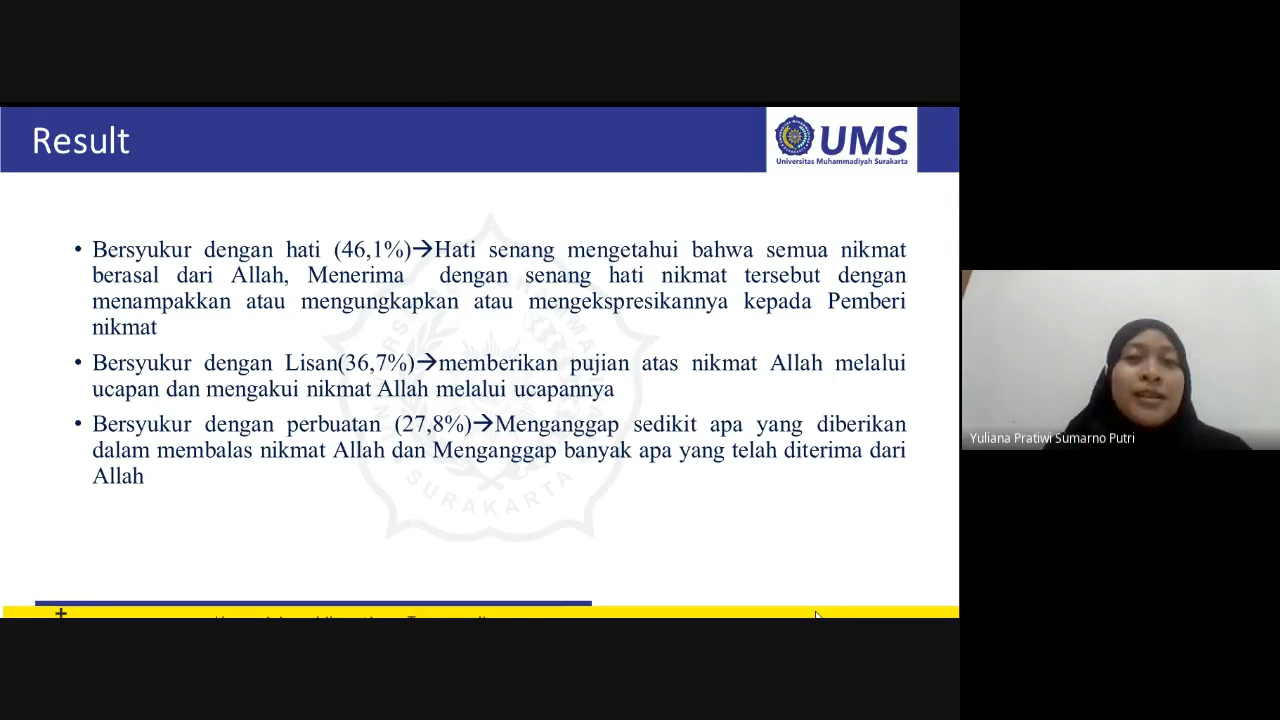 Result
UMS
Universitas Muhammadiyah Surakarta
• Bersyukur dengan hati (46,1%)→Hati senang mengetahui bahwa semua nikmat
berasal dari Allah, Menerima dengan senang hati nikmat tersebut dengan
menampakkan atau mengungkapkan atau mengekspresikannya kepada Pemberi
nikmat
• Bersyukur dengan Lisan(36,7%)→memberikan pujian atas nikmat Allah melalui
ucapan dan mengakui nikmat Allah melalui ucapannya
• Bersyukur dengan perbuatan (27,8%)→Menganggap sedikit apa yang diberikan
dalam membalas nikmat Allah dan Menganggap banyak apa yang telah diterima dari
Allah
SURAKARTA
Yuliana Pratiwi Sumarno Putri